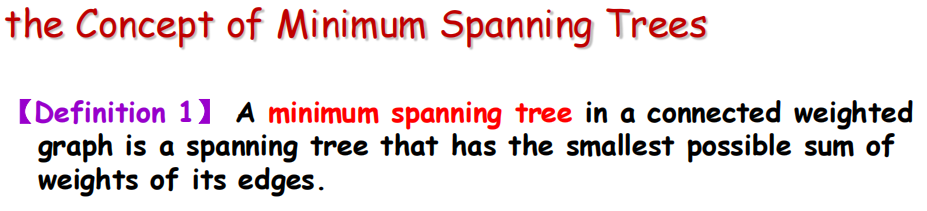 the Concept of Minimum Spanning Trees
【Definition 1】 A minimum spanning tree in a connected weighted
graph is a spanning tree that has the smallest possible sum of
weights of its edges.